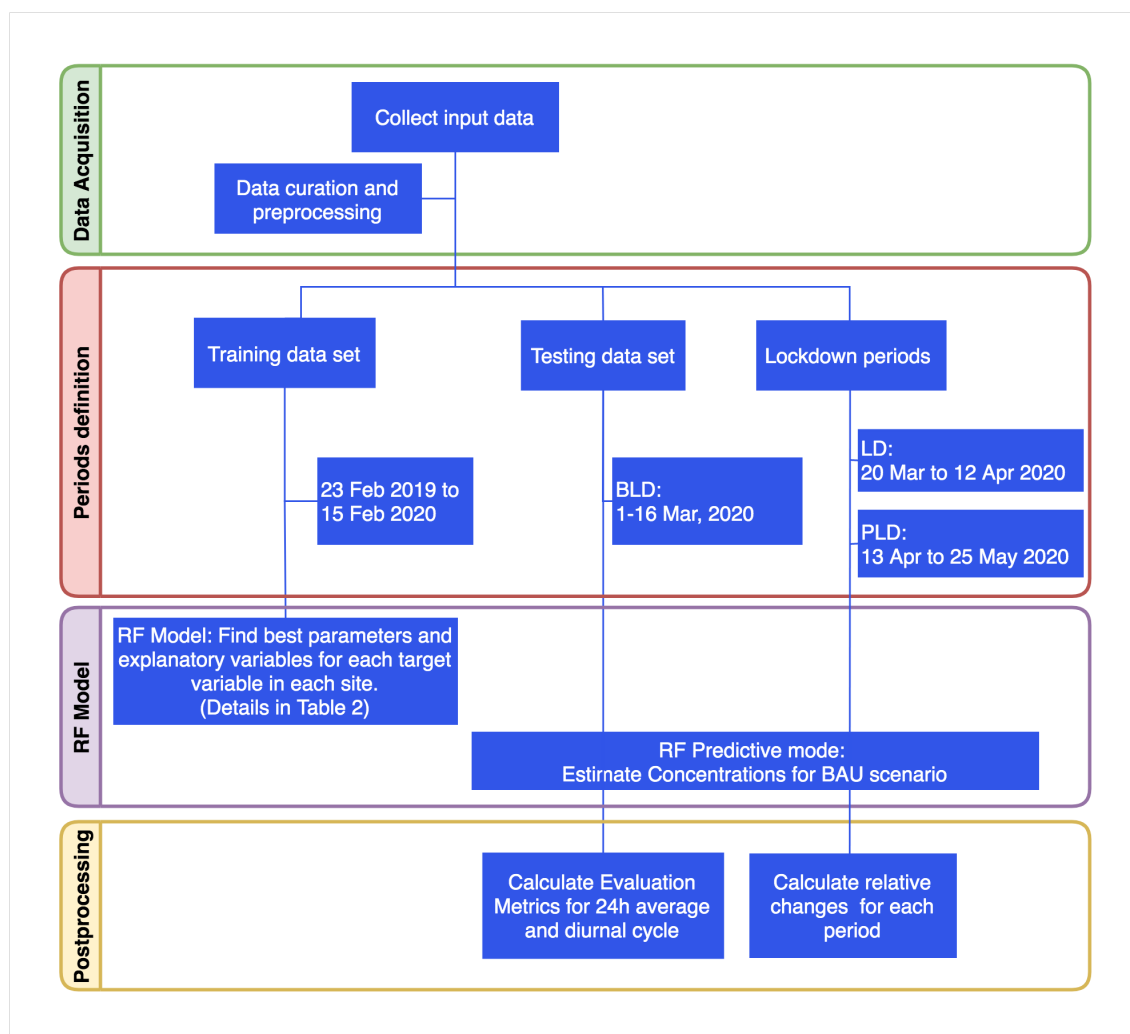 Data Acquisition
Collect input data
Data curation and
preprocessing
Periods definition
Training data set
Testing data set
Lockdown periods
23 Feb 2019 to
15 Feb 2020
BLD:
1-16 Mar, 2020
LD:
20 Mar to 12 Apr 2020
PLD:
13 Apr to 25 May 2020
RF Model
RF Model: Find best parameters and
explanatory variables for each target
variable in each site.
(Details in Table 2)
RF Predictive mode:
Estimate Concentrations for BAU scenario
Postprocessing
Calculate Evaluation
Metrics for 24h average
and diurnal cycle
Calculate relative
changes  for each
period